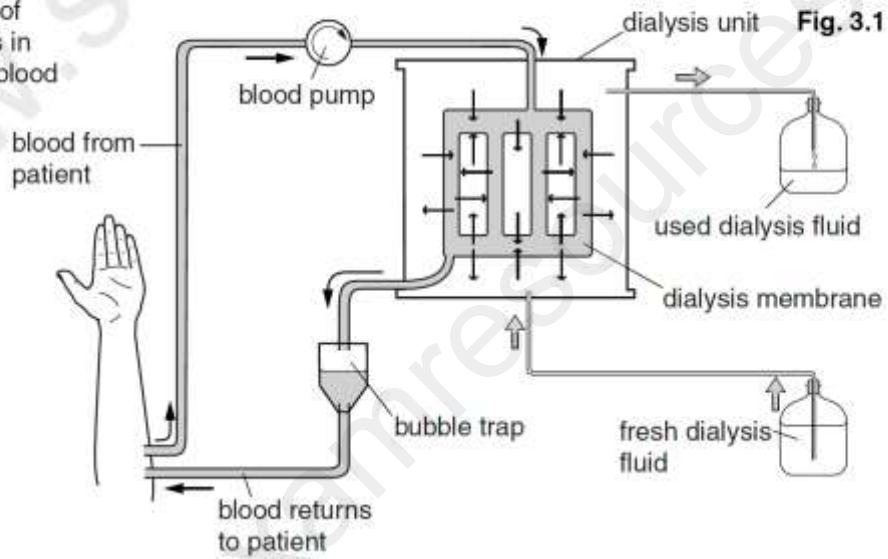 of
s in
blood
dialysis unit
Fig. 3.1
blood pump
blood from
patient
used dialysis fluid
dialysis membrane
bubble trap
fresh dialysis
fluid
blood returns
to patient